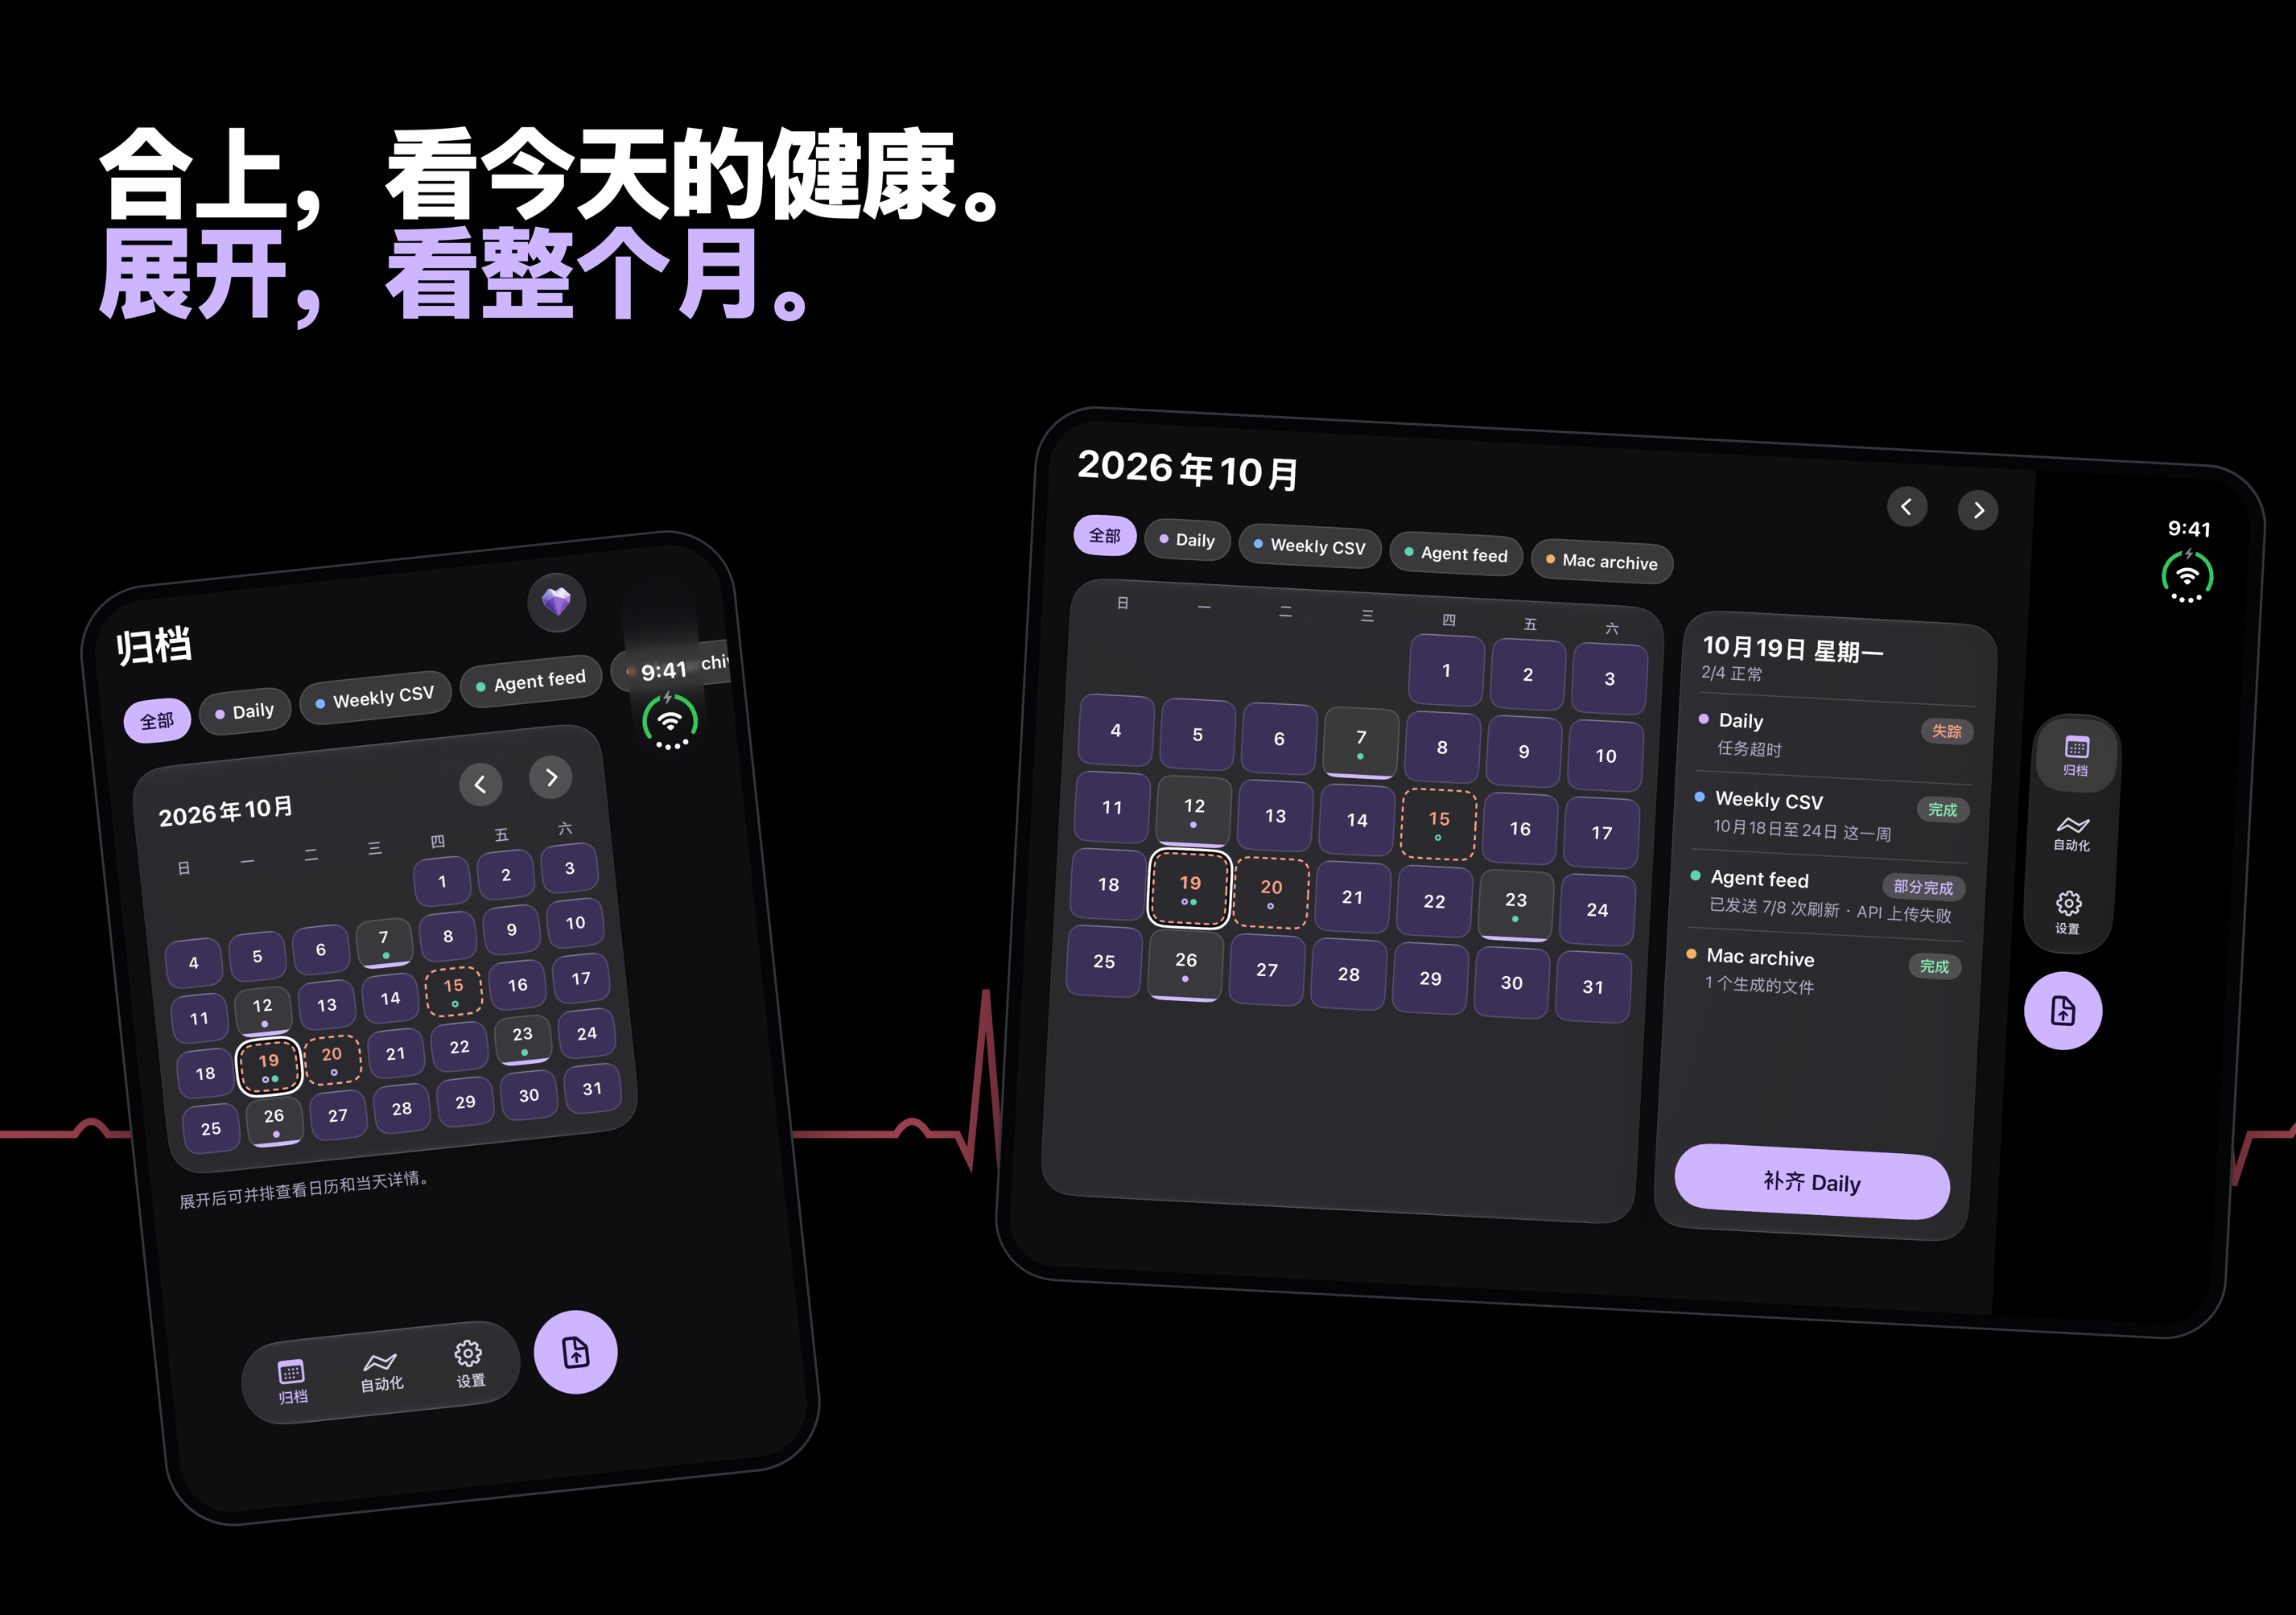 合上，看今天的健康。
展开，看整个月。
归档
9:41
全部
Daily
Weekly CSV
Agent feed
2026年10月
日 一 二 三 四 五 六
1 2 3
4 5 6 7 8 9 10
11 12 13 14 15 16 17
18 19 20 21 22 23 24
25 26 27 28 29 30 31
展开后可并排查看日历和当天详情。
归档
自动化
设置
2026年10月
全部
Daily
Weekly CSV
Agent feed
Mac archive
日 一 二 三 四 五 六
1 2 3
4 5 6 7 8 9 10
11 12 13 14 15 16 17
18 19 20 21 22 23 24
25 26 27 28 29 30 31
10月19日 星期一
2/4 正常
Daily 失踪
任务超时
Weekly CSV 完成
10月18日至24日 这一周
Agent feed 部分完成
已发送 7/8 次刷新 · API 上传失败
Mac archive 完成
1 个生成的文件
补齐 Daily
9:41
归档
自动化
设置